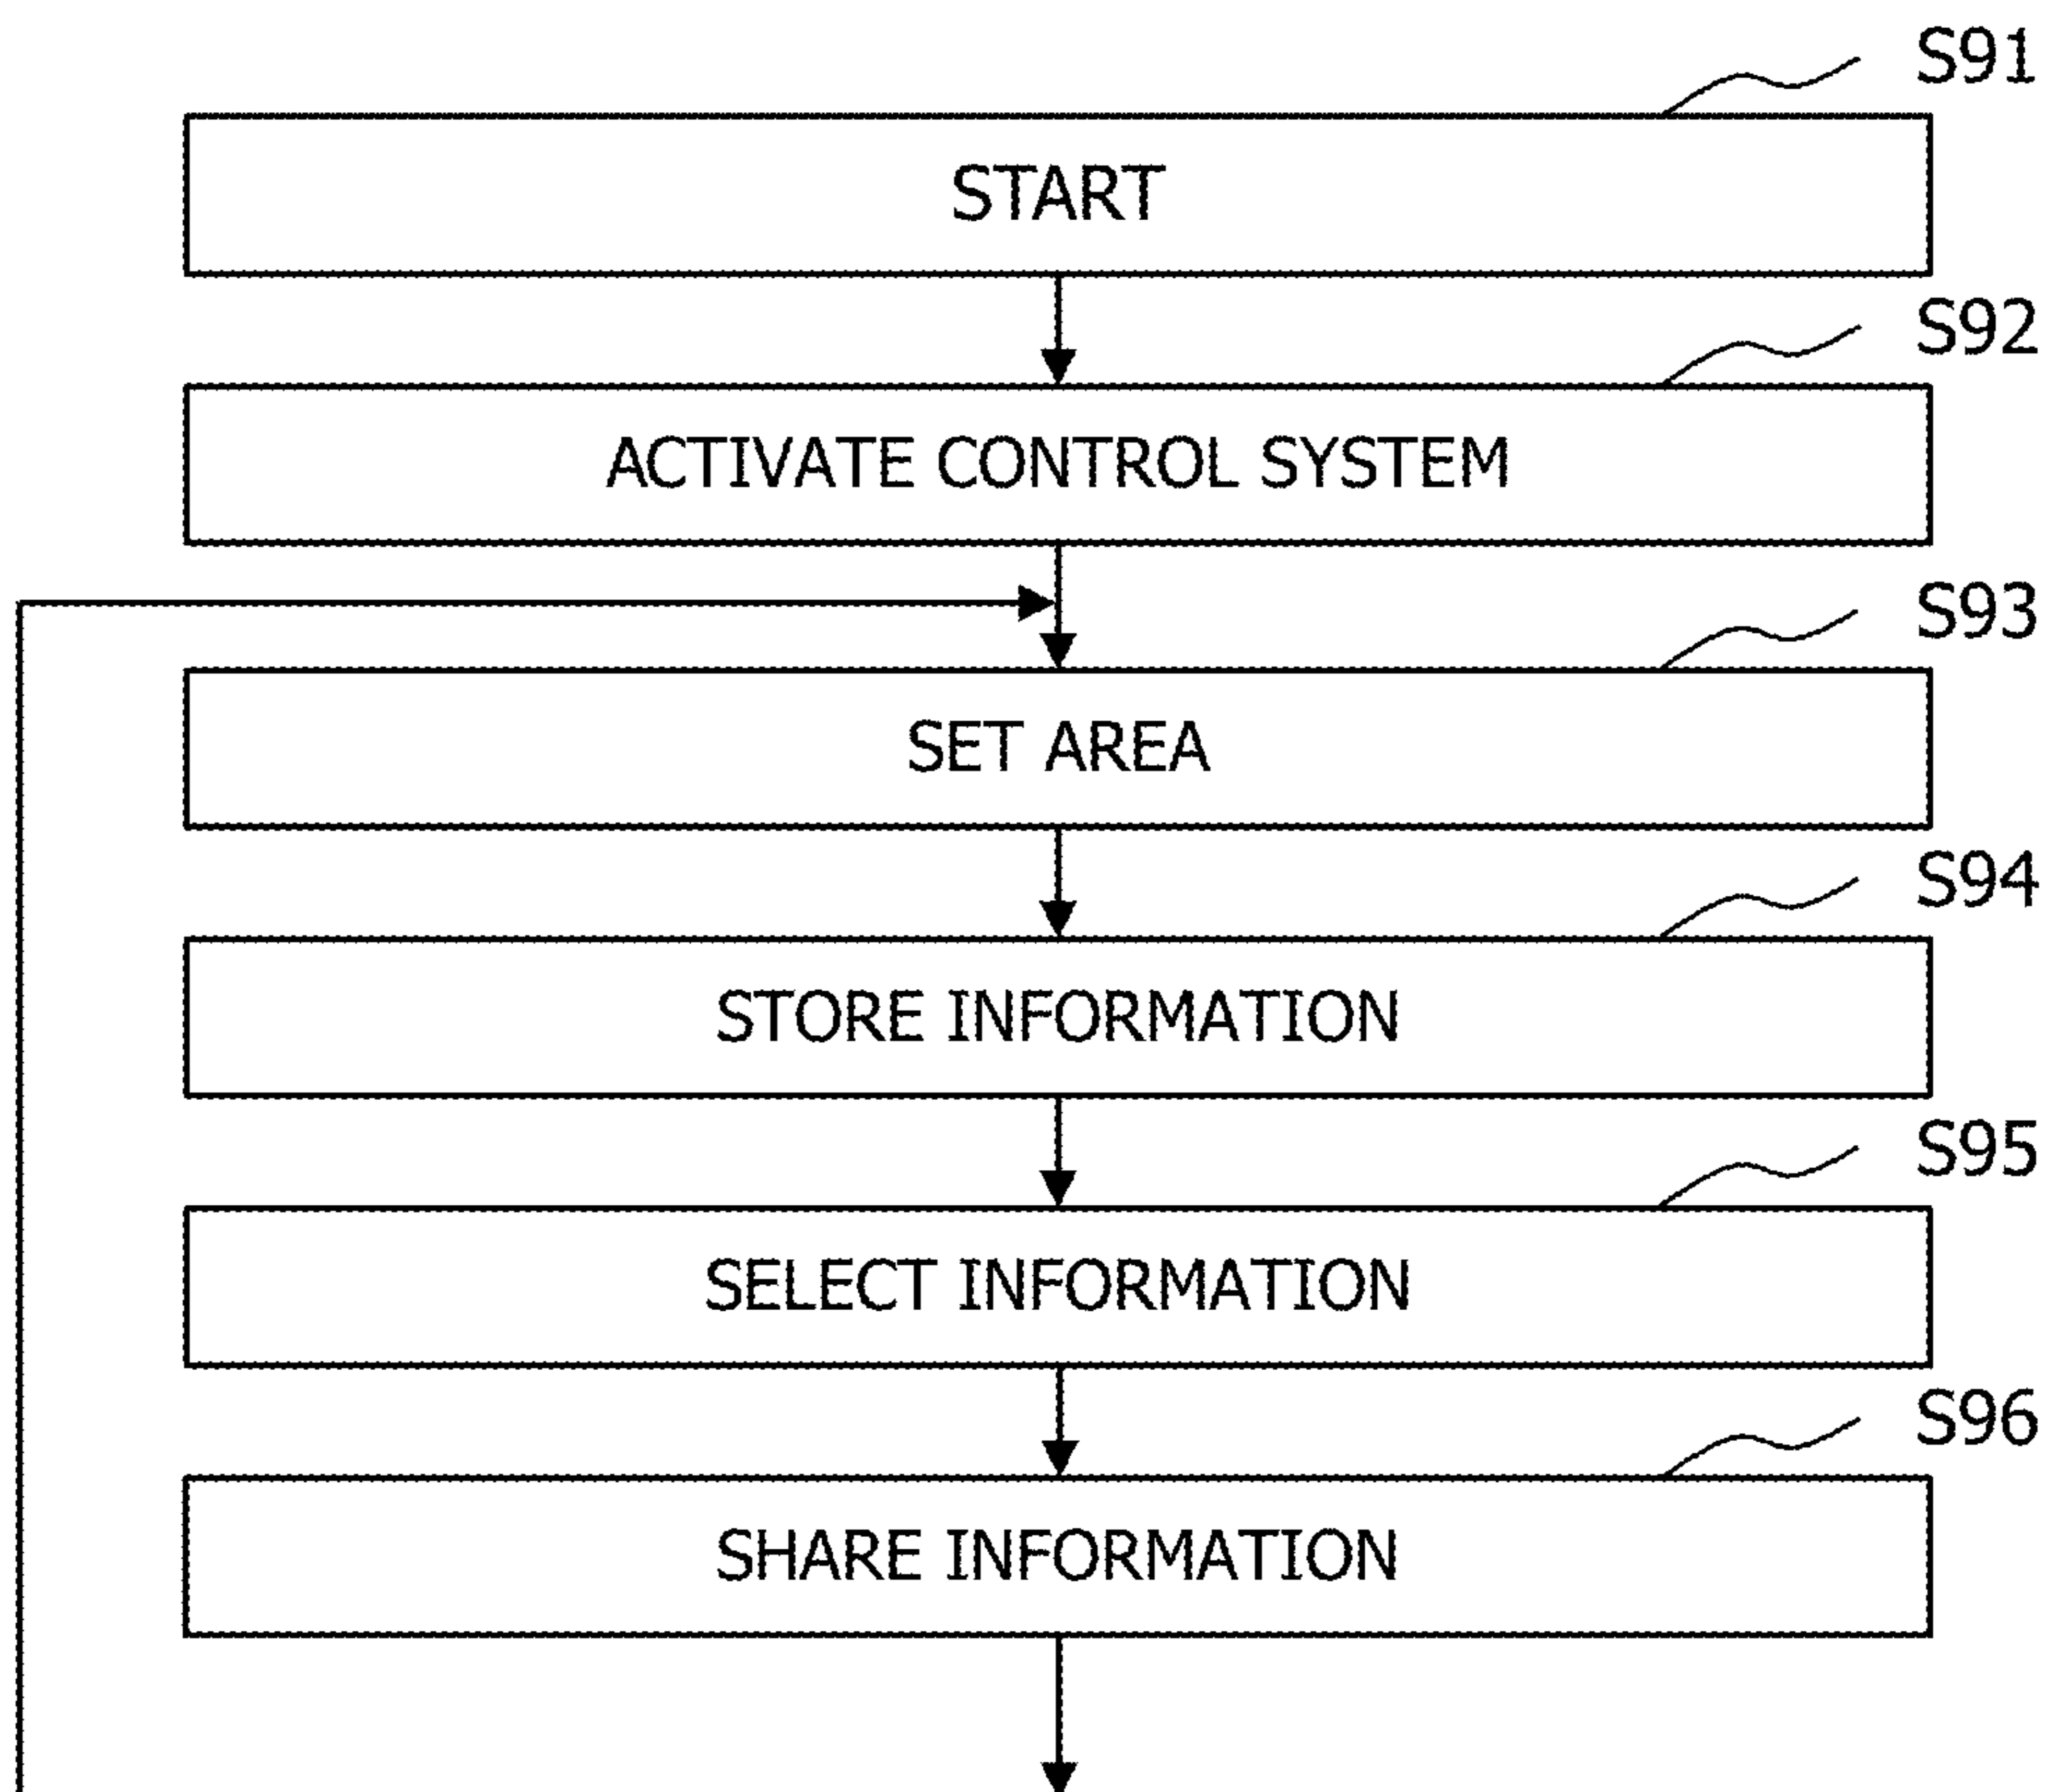 S91
START
S92
ACTIVATE CONTROL SYSTEM
S93
SET AREA
S94
STORE INFORMATION
S95
SELECT INFORMATION
S96
SHARE INFORMATION